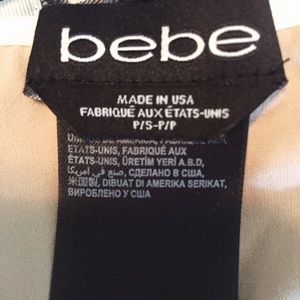 bebe
MADE IN USA
FABRIQUÉ AUX ÉTATS-UNIS
P/S-P/P
ÉTATS-UNIS, FABRIQUÉ AUX
ÉTATS-UNIS, ÜRETİM YERİ A.B.D,
صنع في أمريكا, СДЕЛАНО В США,
米国製, DIBUAT DI AMERIKA SERIKAT,
ВИРОБЛЕНО У США